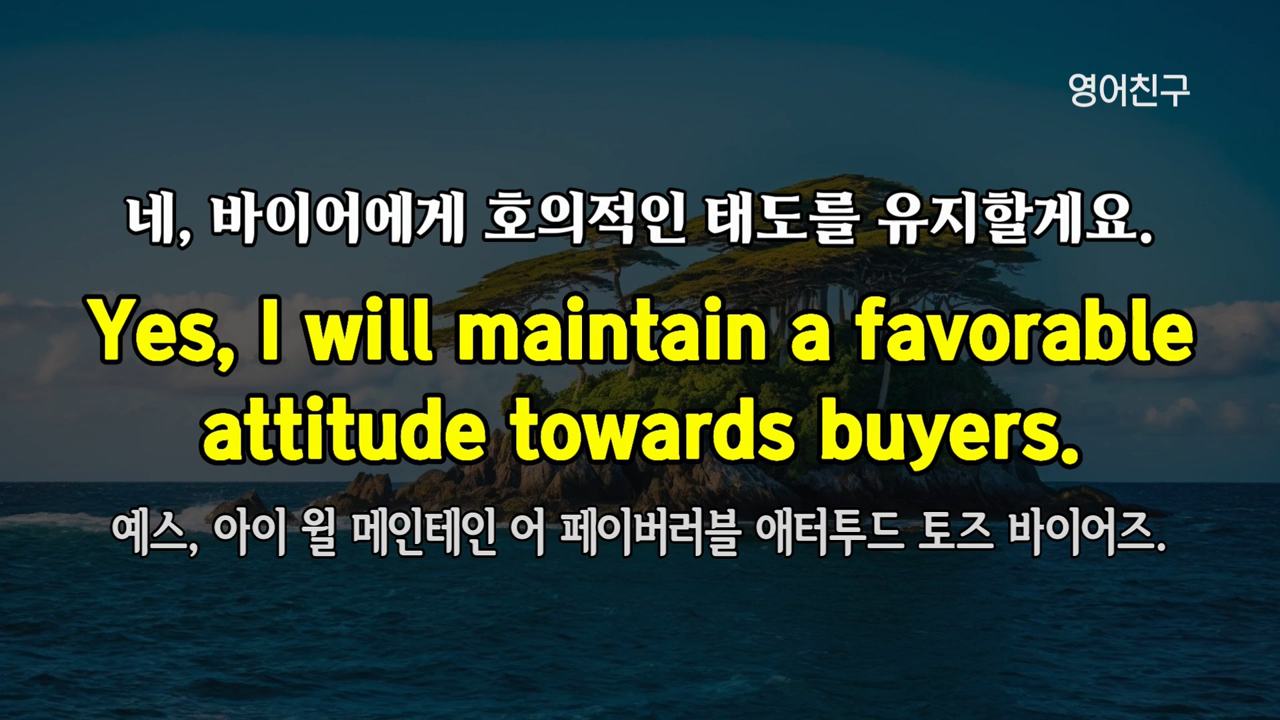 영어친구
네, 바이어에게 호의적인 태도를 유지할게요.
Yes, I will maintain a favorable
attitude towards buyers.
예스, 아이 윌 메인테인 어 페이버러블 애터투드 토즈 바이어즈.